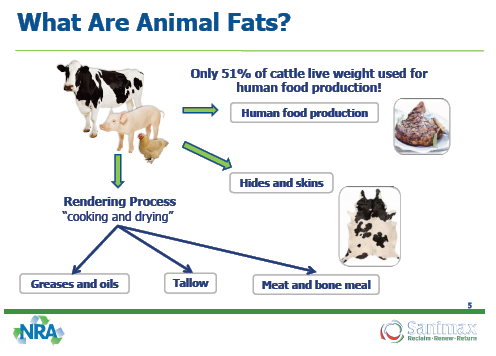 What Are Animal Fats?
Only 51% of cattle live weight used for
human food production!
Human food production
Hides and skins
Rendering Process
“cooking and drying”
Greases and oils
Tallow
Meat and bone meal
5
NRA
Sanimax
Reclaim·Renew·Return